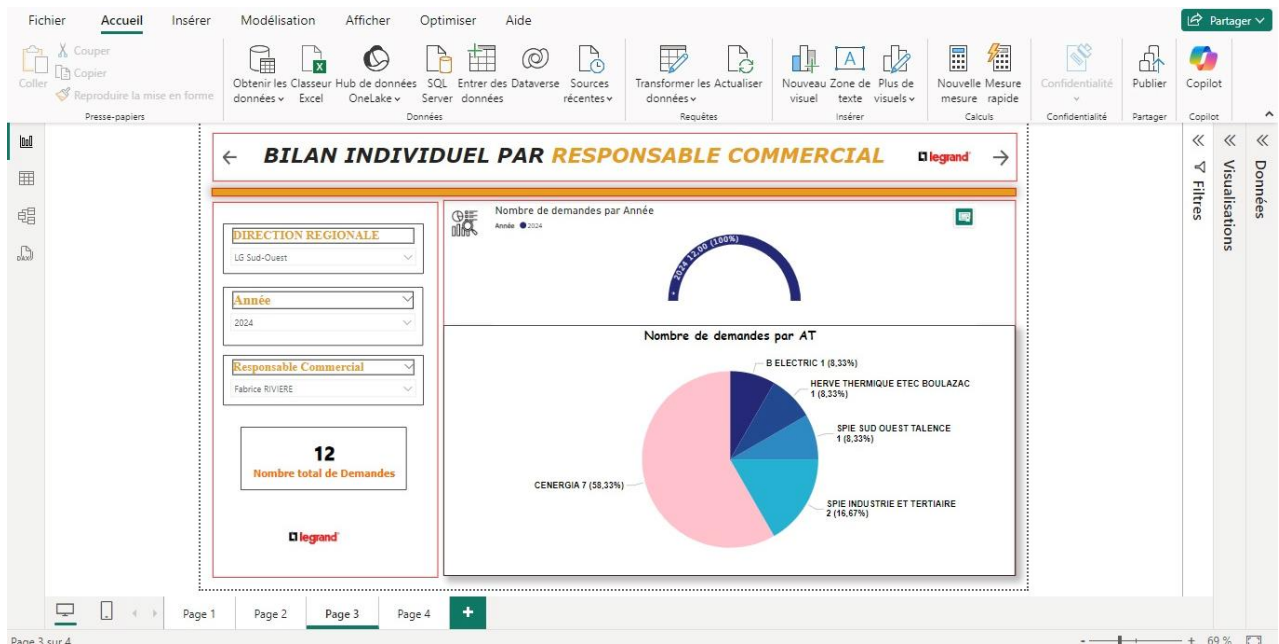 Fichier Accueil Insérer Modélisation Afficher Optimiser Aide Partager
Coller
Couper
Copier
Reproduire la mise en forme
Presse-papiers
Obtenir les données
Classeur Excel
Hub de données OneLake
SQL Server
Entrer des données
Dataverse
Sources récentes
Données
Transformer les données
Actualiser
Requêtes
Nouveau visuel
Zone de texte
Plus de visuels
Insérer
Nouvelle mesure
Mesure rapide
Calculs
Confidentialité
Confidentialité
Publier
Partager
Copilot
Copilot
BILAN INDIVIDUEL PAR RESPONSABLE COMMERCIAL
legrand
DIRECTION REGIONALE
LG Sud-Ouest
Année
2024
Responsable Commercial
Fabrice RIVIERE
12
Nombre total de Demandes
legrand
Nombre de demandes par Année
Année 2024
2024 12,00 (100%)
Nombre de demandes par AT
B ELECTRIC 1 (8,33%)
HERVE THERMIQUE ETEC BOULAZAC
1 (8,33%)
SPIE SUD OUEST TALENCE
1 (8,33%)
SPIE INDUSTRIE ET TERTIAIRE
2 (16,67%)
CENERGIA 7 (58,33%)
Filtres
Visualisations
Données
Page 1 Page 2 Page 3 Page 4
Page 3 sur 4
69 %